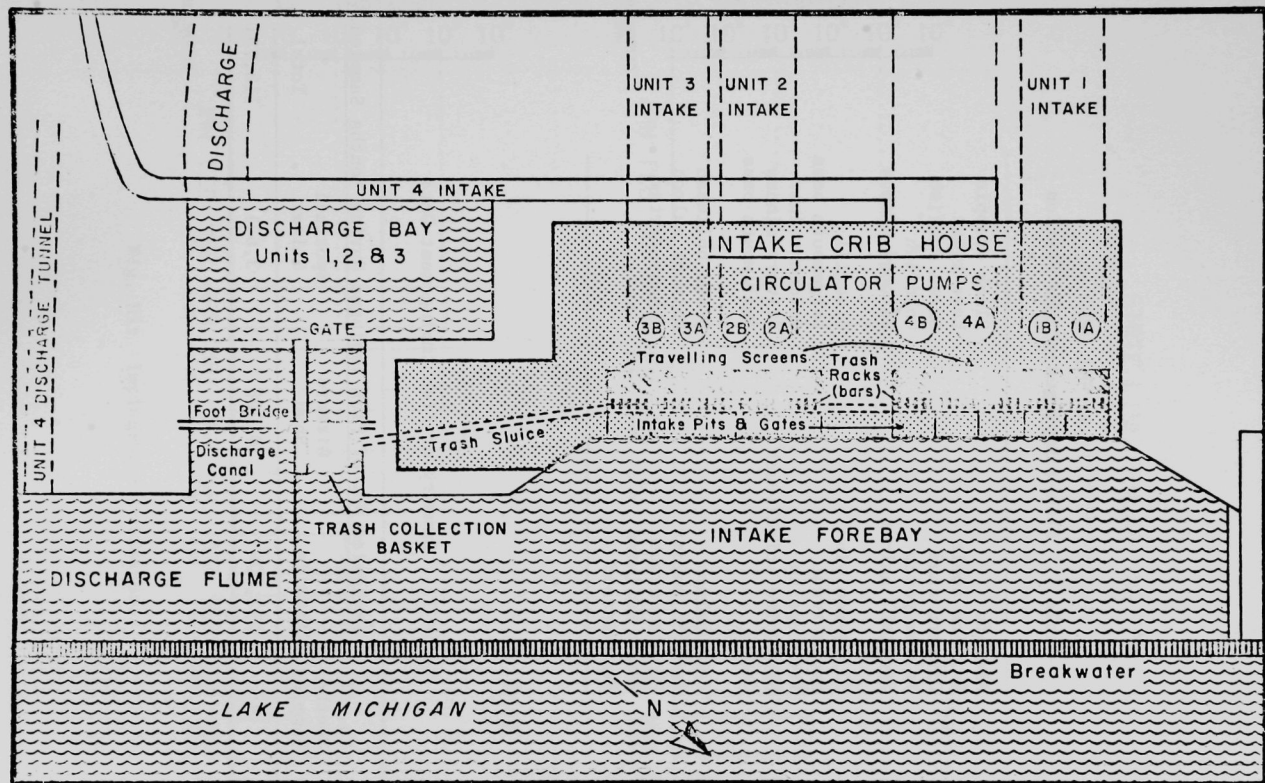 DISCHARGE
UNIT 3
INTAKE
UNIT 2
INTAKE
UNIT 1
INTAKE
UNIT 4 INTAKE
UNIT 4 DISCHARGE TUNNEL
DISCHARGE BAY
Units 1, 2, & 3
GATE
INTAKE CRIB HOUSE
CIRCULATOR PUMPS
3B
3A
2B
2A
4B
4A
1B
1A
Travelling Screens
Trash
Racks
(bars)
Intake Pits & Gates
Trash Sluice
Foot Bridge
Discharge
Canal
TRASH COLLECTION
BASKET
INTAKE FOREBAY
DISCHARGE FLUME
Breakwater
LAKE MICHIGAN
N